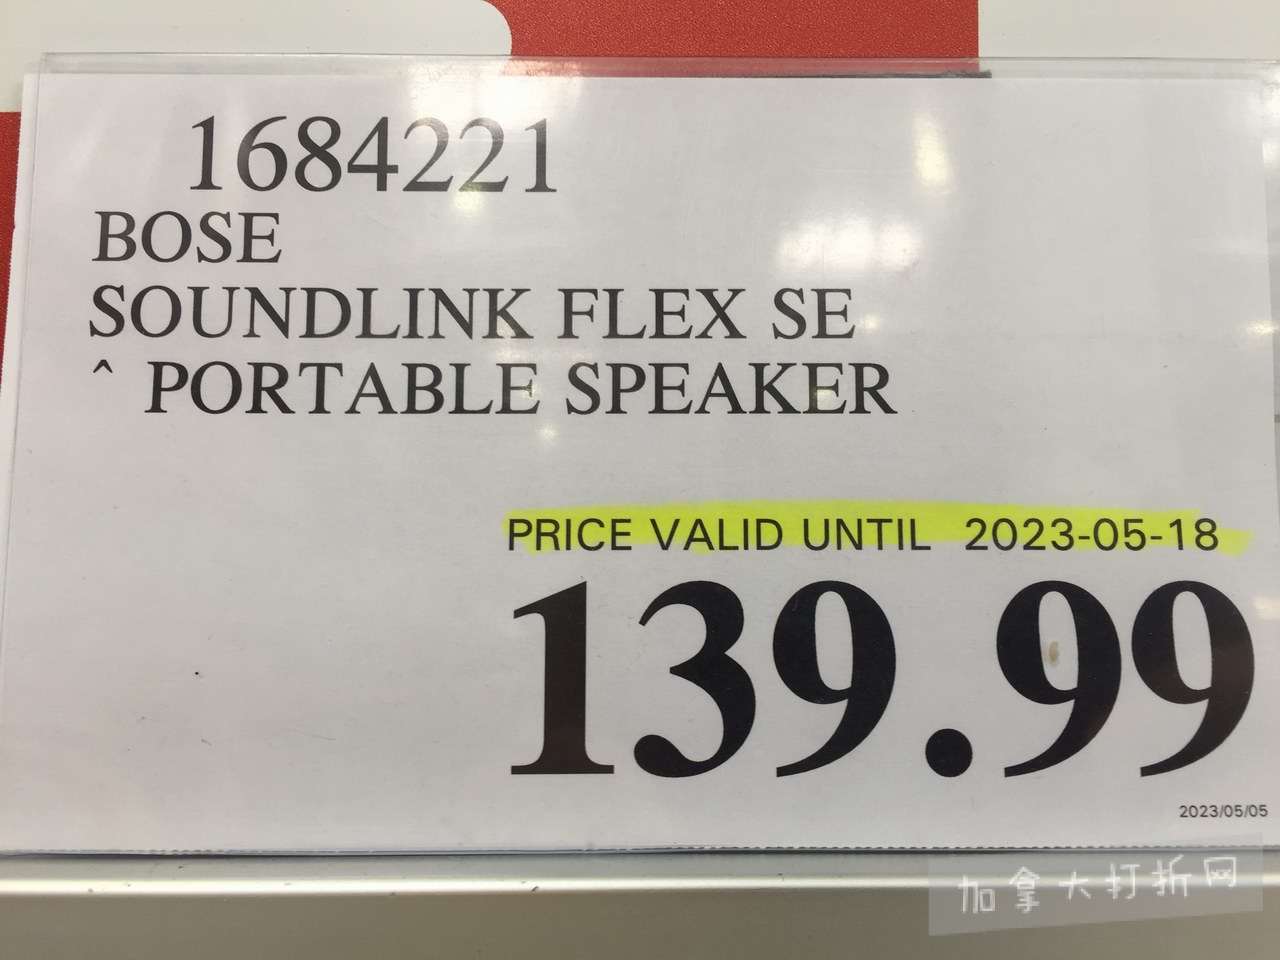 1684221
BOSE
SOUNDLINK FLEX SE
^ PORTABLE SPEAKER
PRICE VALID UNTIL 2023-05-18
139.99
2023/05/05
加拿大打折网